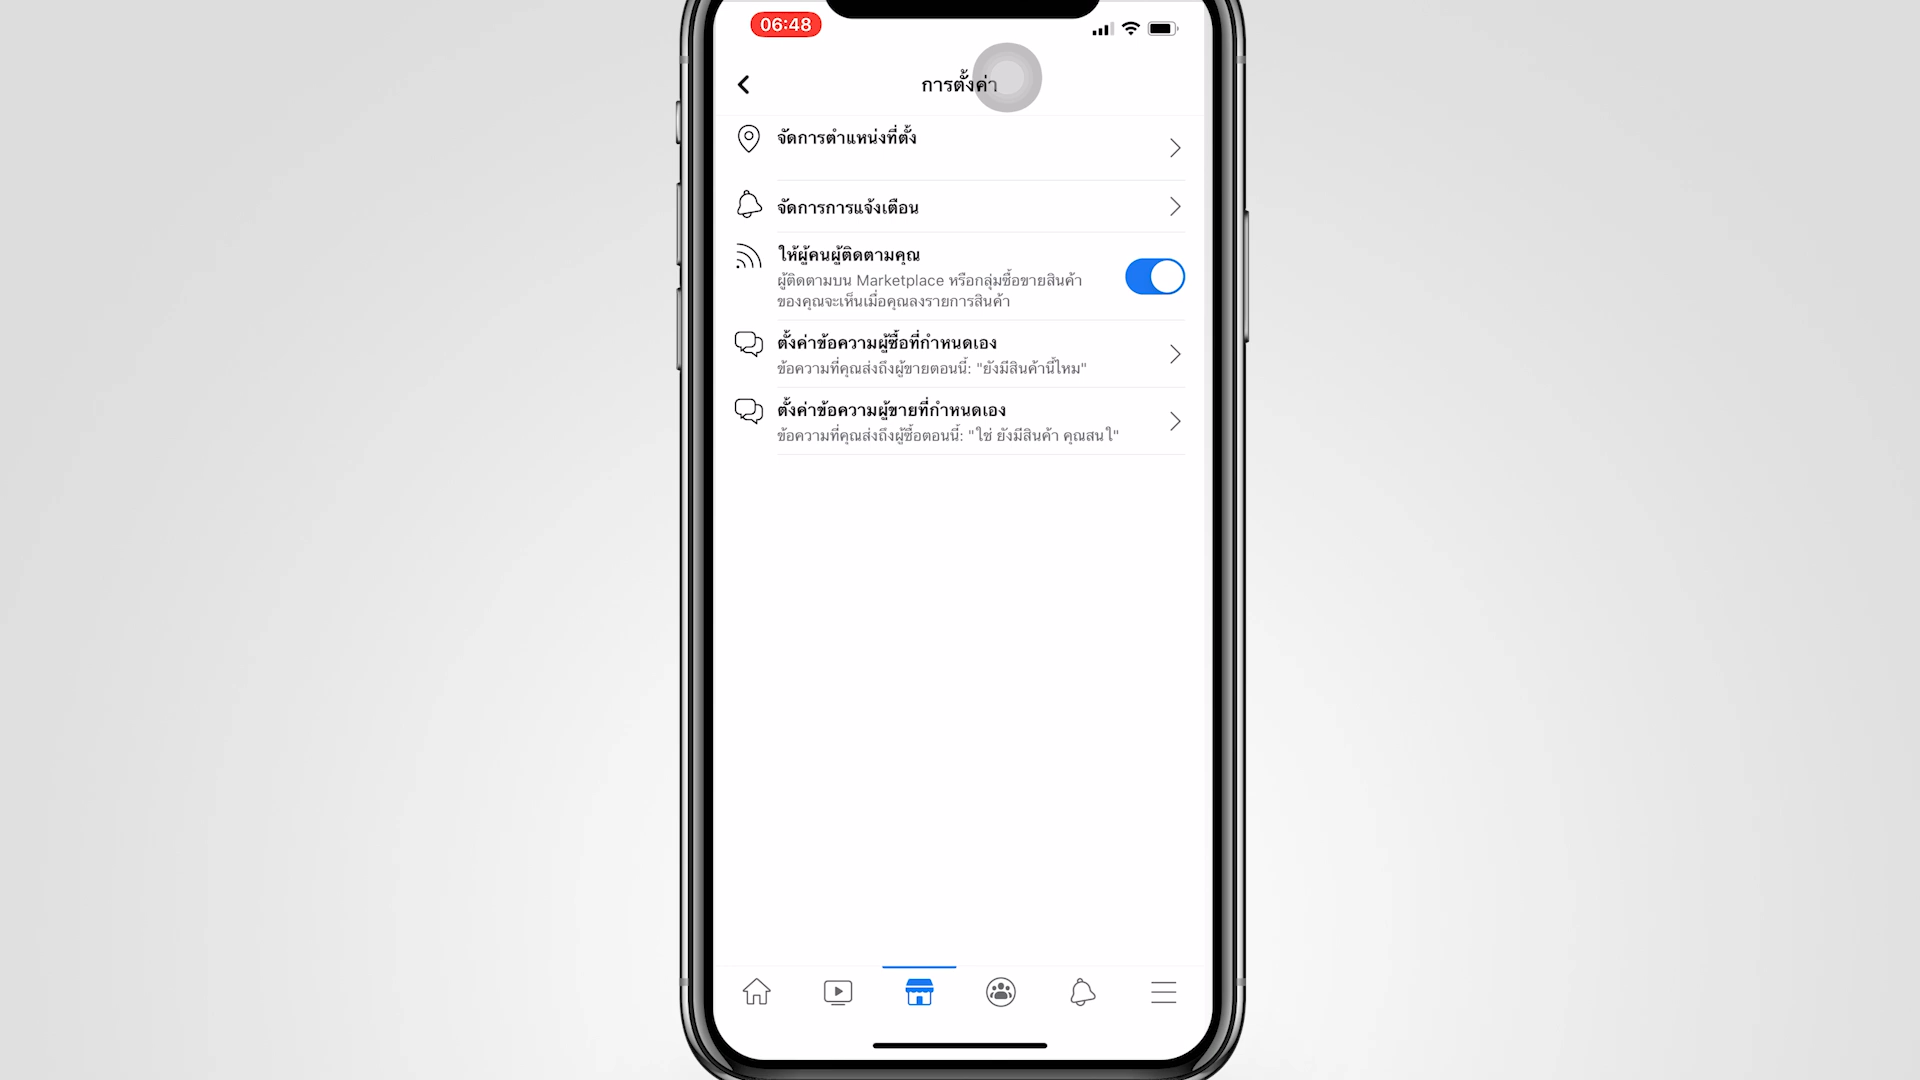 06:48
การตั้งค่า
จัดการตำแหน่งที่ตั้ง
จัดการการแจ้งเตือน
ให้ผู้คนผู้ติดตามคุณ
ผู้ติดตามบน Marketplace หรือกลุ่มซื้อขายสินค้า
ของคุณจะเห็นเมื่อคุณลงรายการสินค้า
ตั้งค่าข้อความผู้ซื้อที่กำหนดเอง
ข้อความที่คุณส่งถึงผู้ขายตอนนี้: "ยังมีสินค้านี้ไหม"
ตั้งค่าข้อความผู้ขายที่กำหนดเอง
ข้อความที่คุณส่งถึงผู้ซื้อตอนนี้: "ใช่ ยังมีสินค้า คุณสนใ"